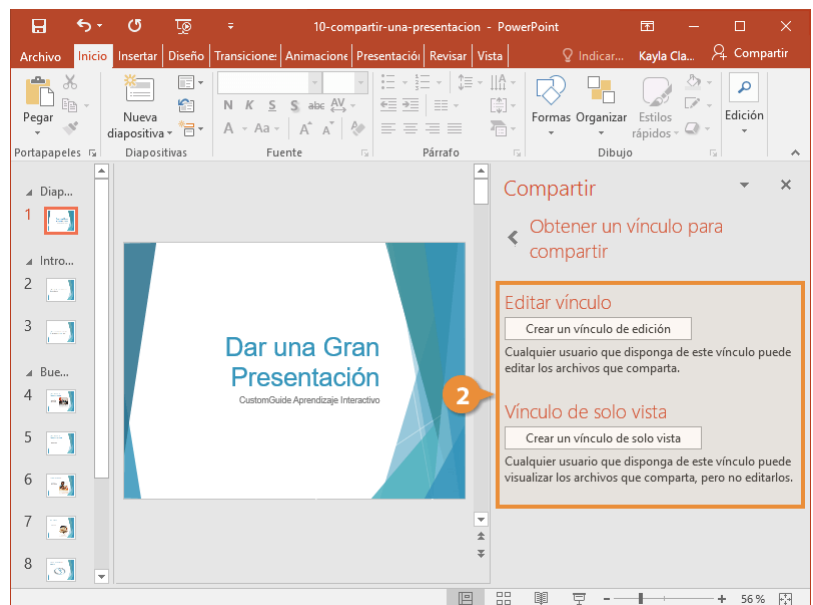 10-compartir-una-presentacion - PowerPoint
Archivo Inicio Insertar Diseño Transicione: Animacione Presentació Revisar Vista Indicar... Kayla Cla... Compartir
Pegar
Nueva
diapositiva
N K S S abc AV
A Aa A A
Formas Organizar Estilos
rápidos
Edición
Portapapeles Diapositivas Fuente Párrafo Dibujo
Diap...
1
Intro...
2
3
Bue...
4
5
6
7
8
Dar una Gran
Presentación
CustomGuide Aprendizaje Interactivo
Compartir
Obtener un vínculo para
compartir
Editar vínculo
Crear un vínculo de edición
Cualquier usuario que disponga de este vínculo puede
editar los archivos que comparta.
2
Vínculo de solo vista
Crear un vínculo de solo vista
Cualquier usuario que disponga de este vínculo puede
visualizar los archivos que comparta, pero no editarlos.
56 %